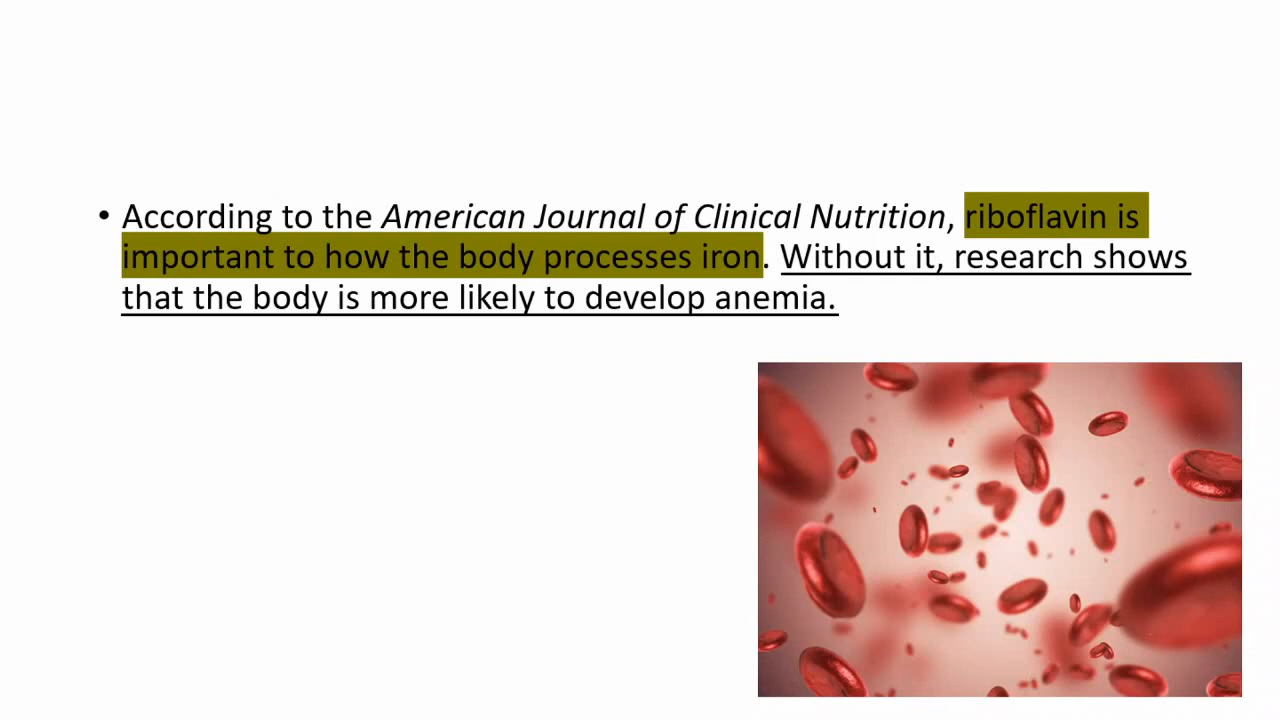 • According to the American Journal of Clinical Nutrition, riboflavin is
important to how the body processes iron. Without it, research shows
that the body is more likely to develop anemia.